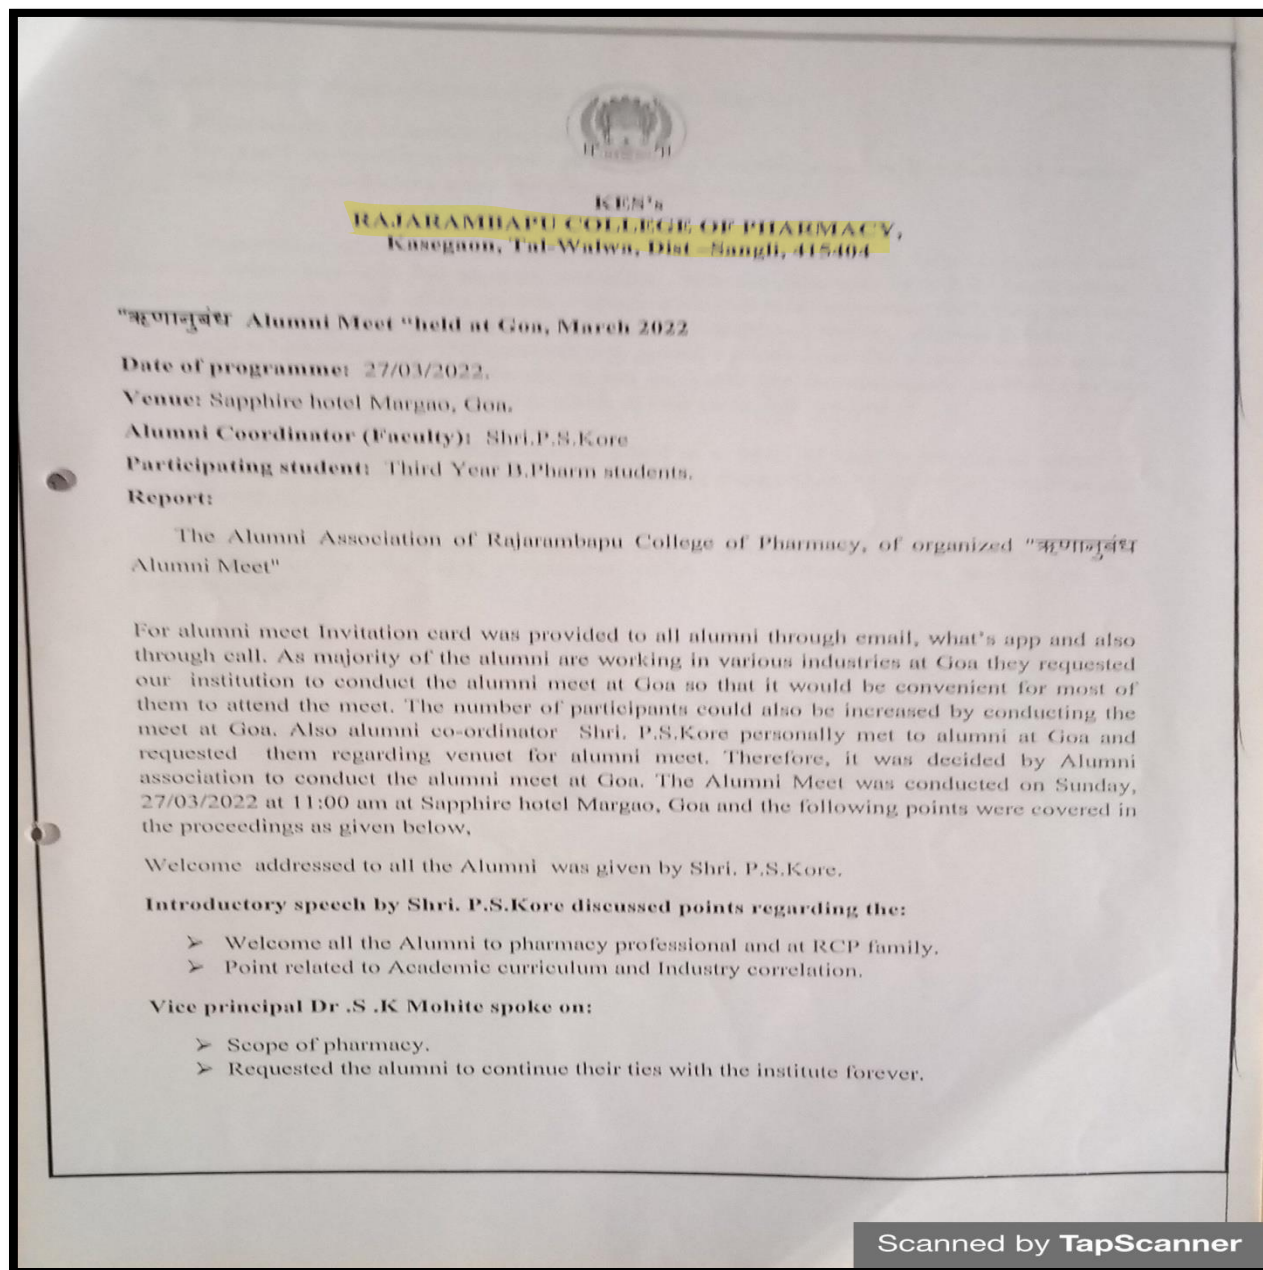 KES's
RAJARAMBAPU COLLEGE OF PHARMACY,
Kasegaon, Tal-Walwa, Dist –Sangli, 415404
"ऋणानुबंध Alumni Meet "held at Goa, March 2022
Date of programme: 27/03/2022.
Venue: Sapphire hotel Margao, Goa.
Alumni Coordinator (Faculty): Shri.P.S.Kore
Participating student: Third Year B.Pharm students.
Report:
The Alumni Association of Rajarambapu College of Pharmacy, of organized "ऋणानुबंध
Alumni Meet"
For alumni meet Invitation card was provided to all alumni through email, what's app and also
through call. As majority of the alumni are working in various industries at Goa they requested
our institution to conduct the alumni meet at Goa so that it would be convenient for most of
them to attend the meet. The number of participants could also be increased by conducting the
meet at Goa. Also alumni co-ordinator Shri. P.S.Kore personally met to alumni at Goa and
requested them regarding venuet for alumni meet. Therefore, it was decided by Alumni
association to conduct the alumni meet at Goa. The Alumni Meet was conducted on Sunday,
27/03/2022 at 11:00 am at Sapphire hotel Margao, Goa and the following points were covered in
the proceedings as given below,
Welcome addressed to all the Alumni was given by Shri. P.S.Kore.
Introductory speech by Shri. P.S.Kore discussed points regarding the:
➢ Welcome all the Alumni to pharmacy professional and at RCP family.
➢ Point related to Academic curriculum and Industry correlation.
Vice principal Dr .S .K Mohite spoke on:
➢ Scope of pharmacy.
➢ Requested the alumni to continue their ties with the institute forever.
Scanned by TapScanner